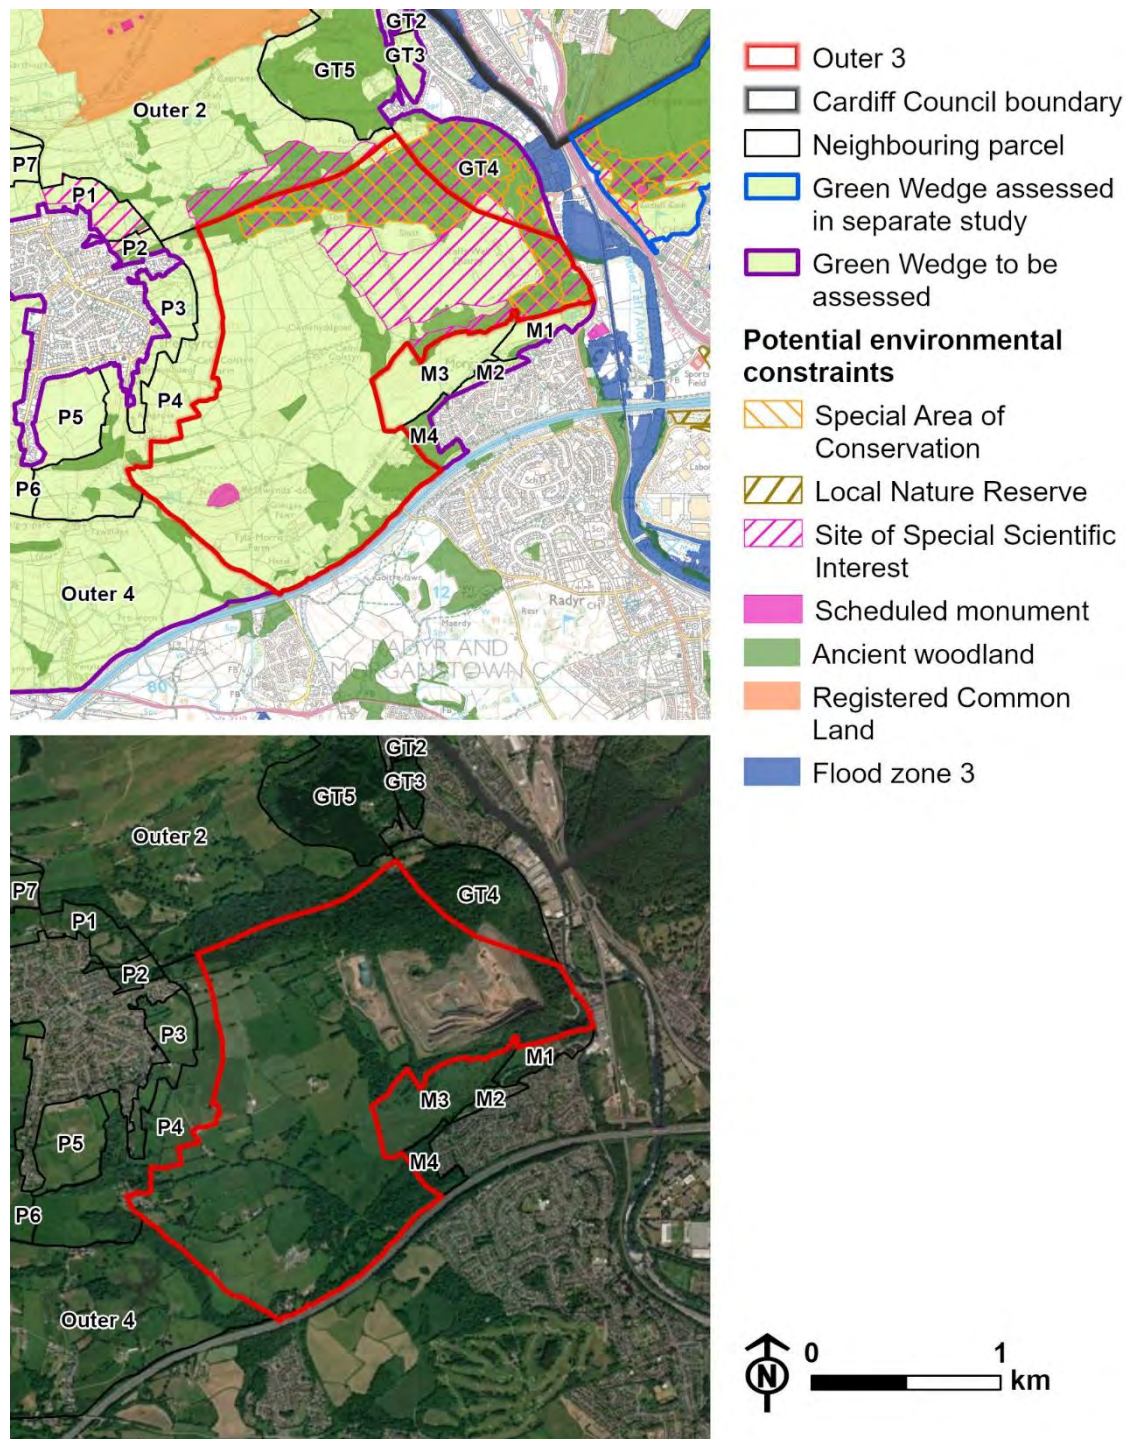 GT2
GT3
GT5
Outer 2
GT4
P7
P1
P2
P3
M1
M3
M2
P4
P5
M4
P6
Outer 4
12
Radyr
RADYR AND
MORGANSTOWN C
80
Sports
Field
GT2
GT3
GT5
Outer 2
GT4
P7
P1
P2
P3
M1
M3
M2
P4
P5
M4
P6
Outer 4
Outer 3
Cardiff Council boundary
Neighbouring parcel
Green Wedge assessed
in separate study
Green Wedge to be
assessed
Potential environmental
constraints
Special Area of
Conservation
Local Nature Reserve
Site of Special Scientific
Interest
Scheduled monument
Ancient woodland
Registered Common
Land
Flood zone 3
N
0 1
km